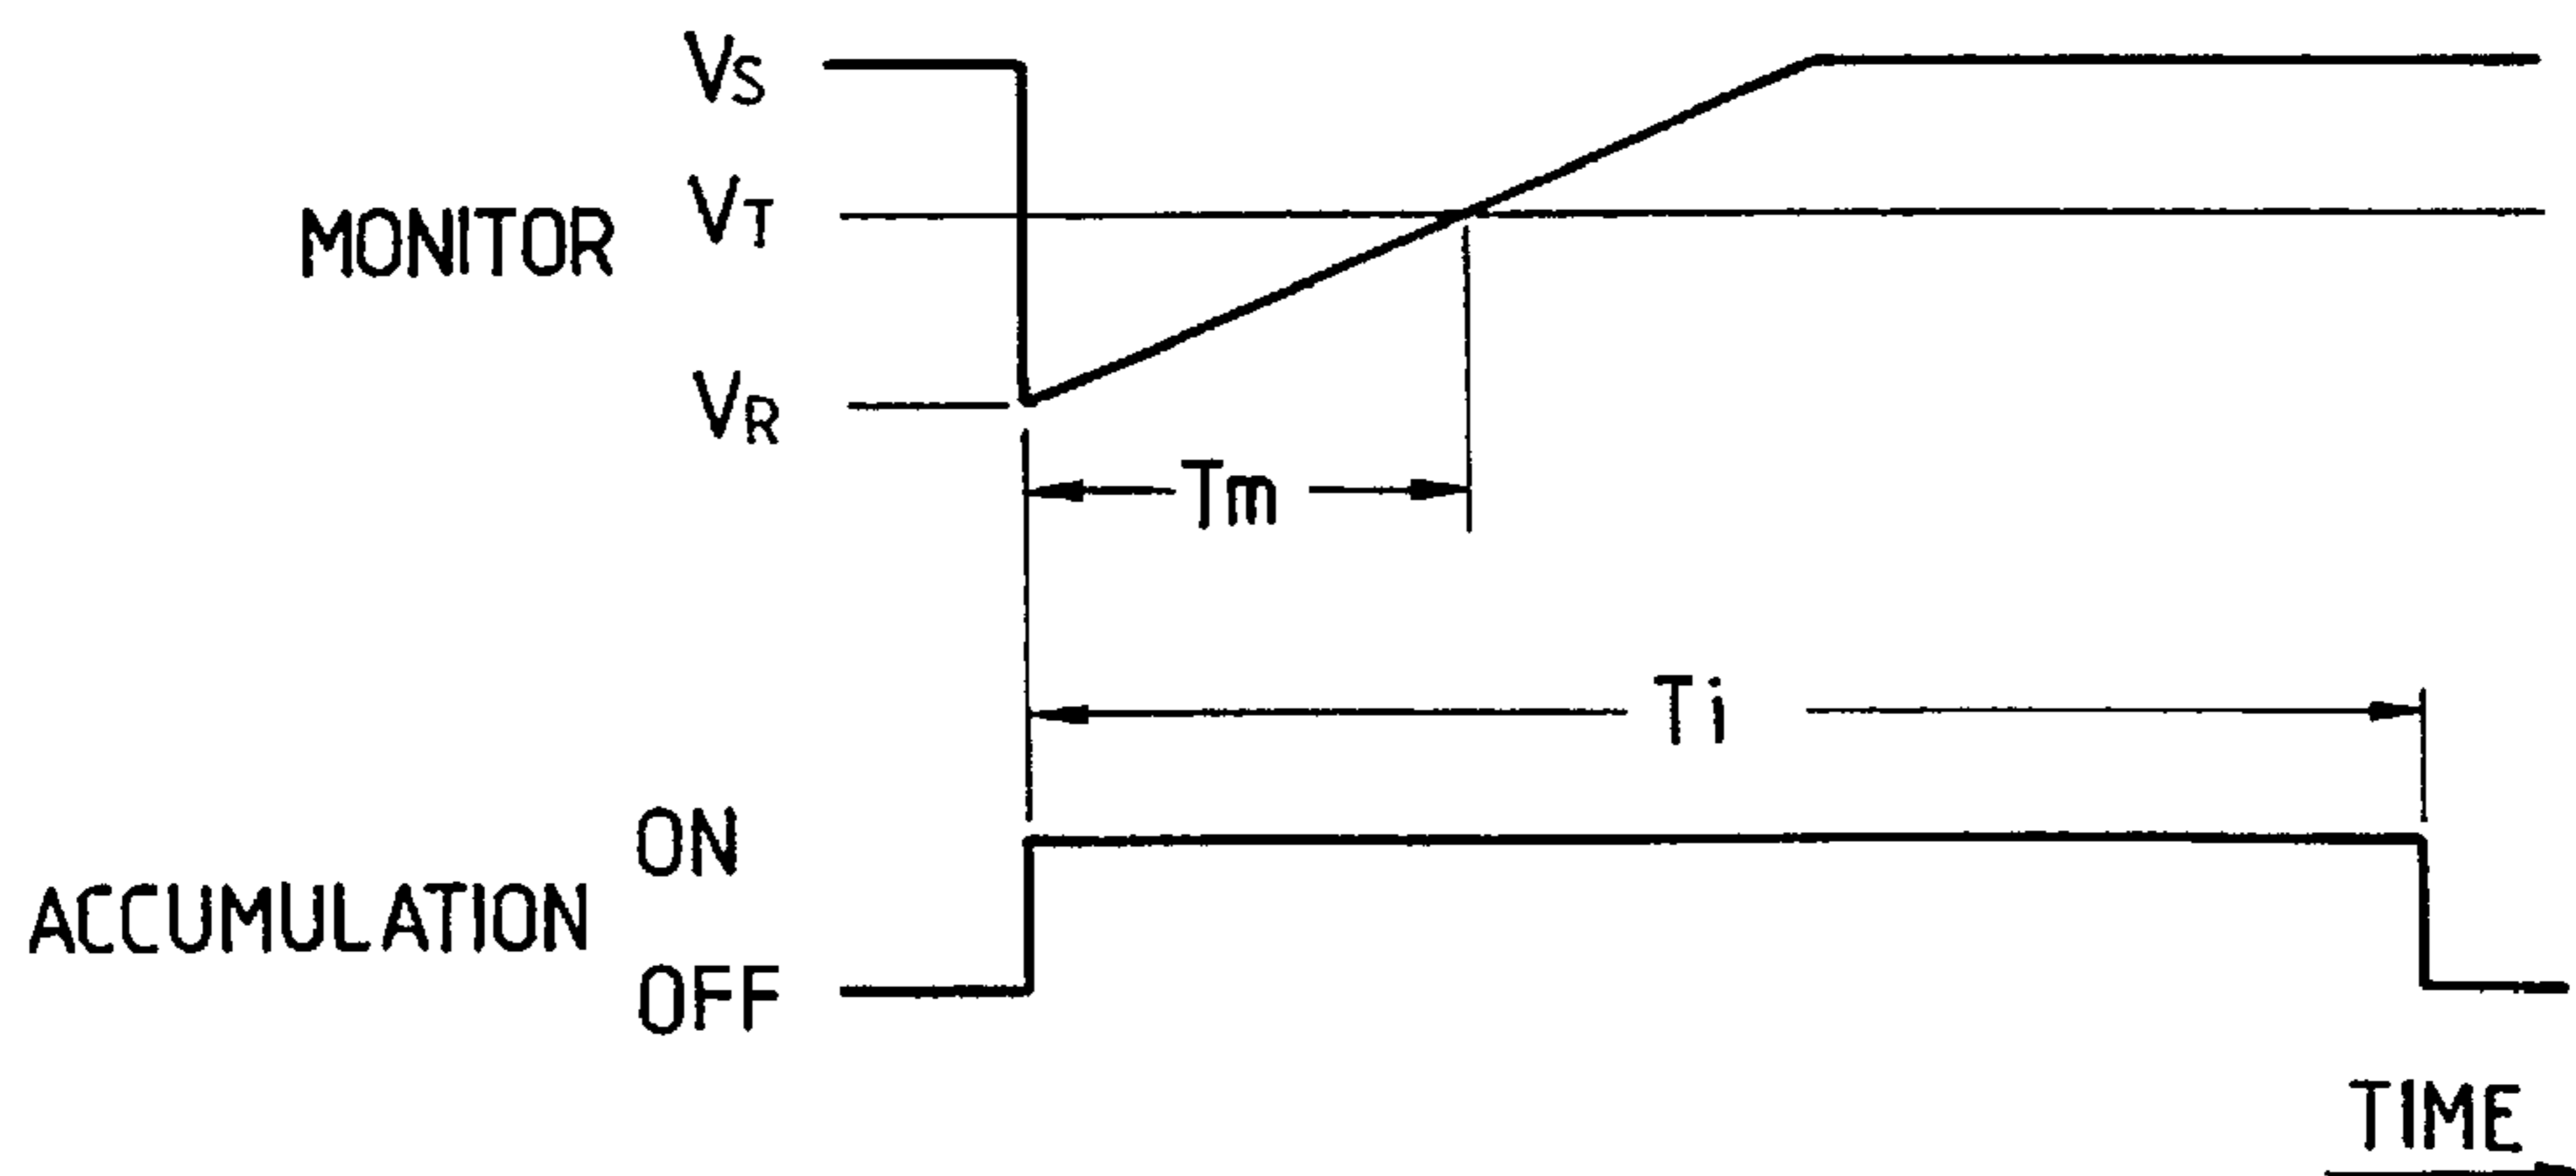 VS
MONITOR VT
VR
Tm
Ti
ON
ACCUMULATION
OFF
TIME